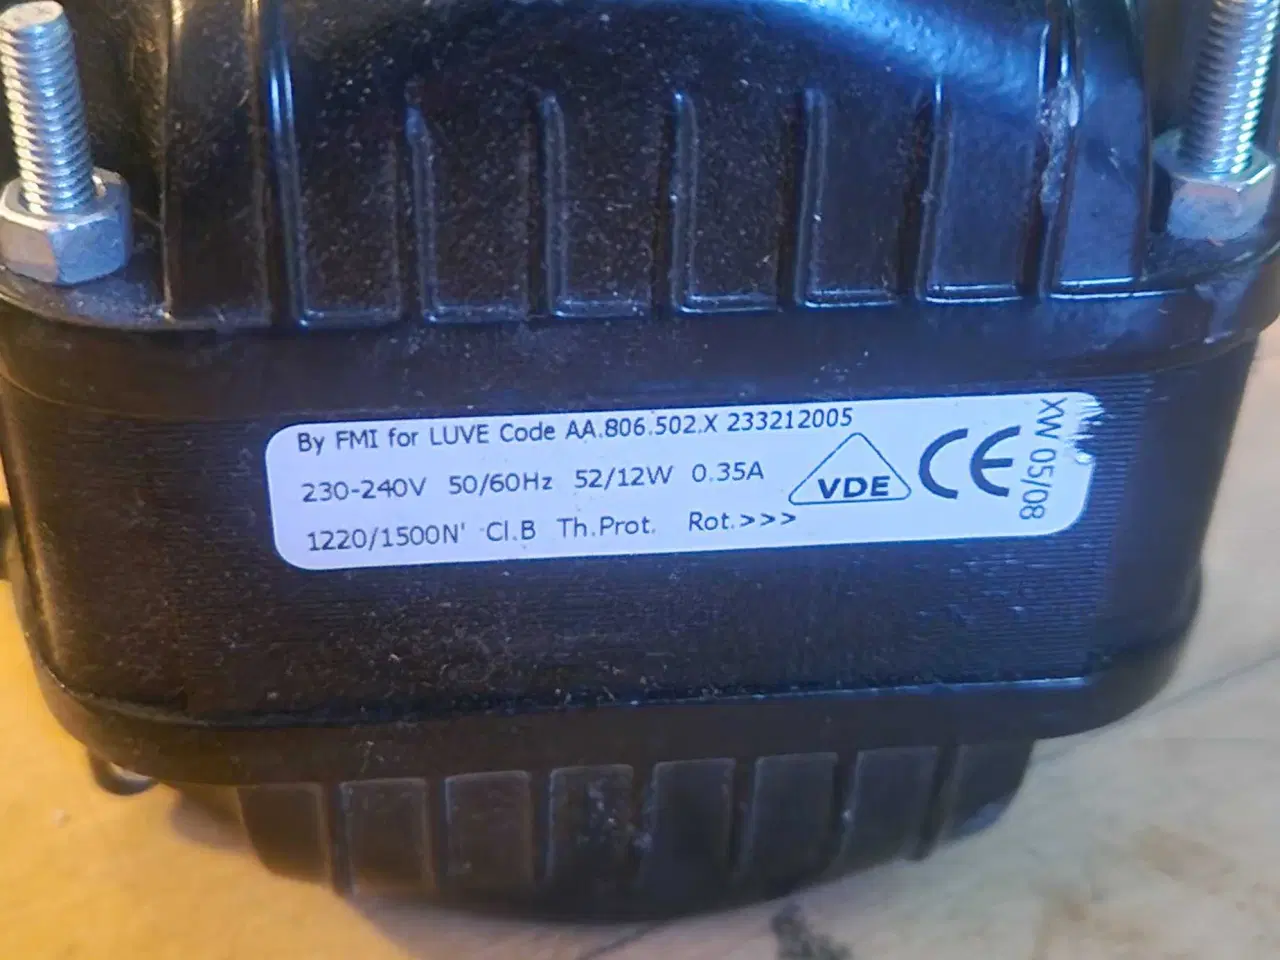 By FMI for LUVE Code AA.806.502.X 233212005
230-240V 50/60Hz 52/12W 0.35A
1220/1500N' Cl.B Th.Prot. Rot.>>>
VDE
CE
XW 05/08